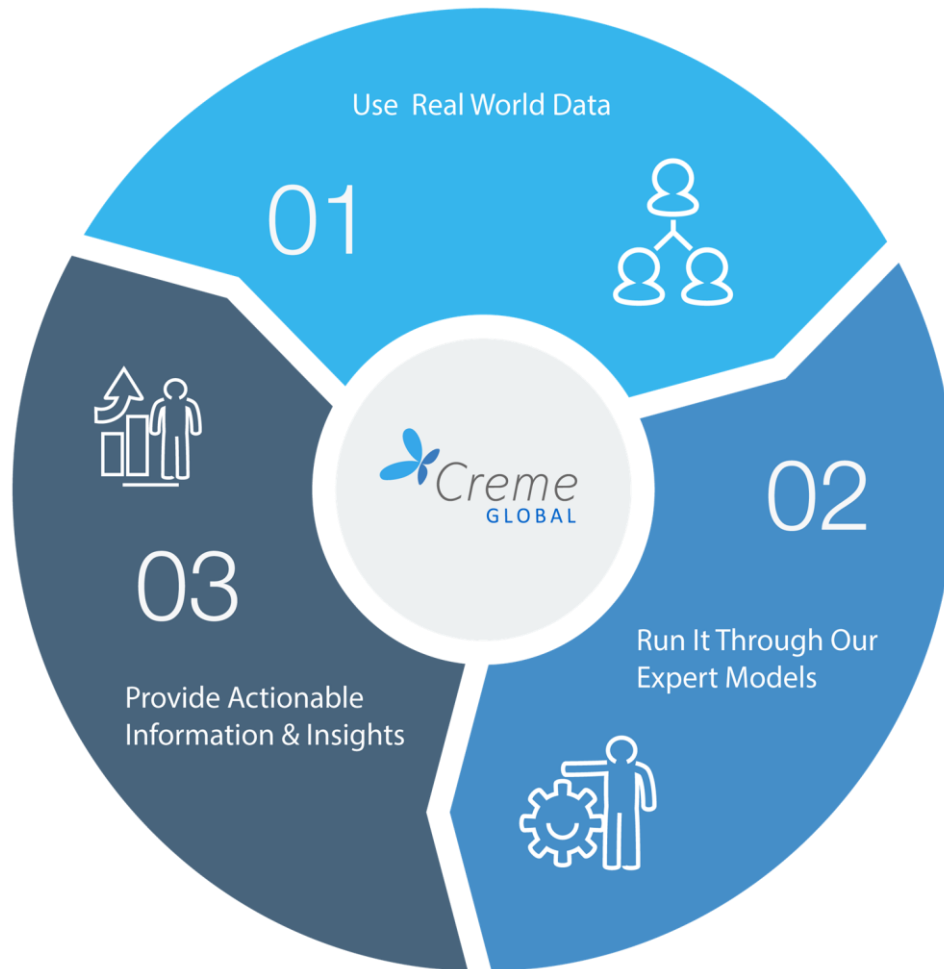 Use Real World Data
01
02
Run It Through Our
Expert Models
03
Provide Actionable
Information & Insights
Creme
GLOBAL